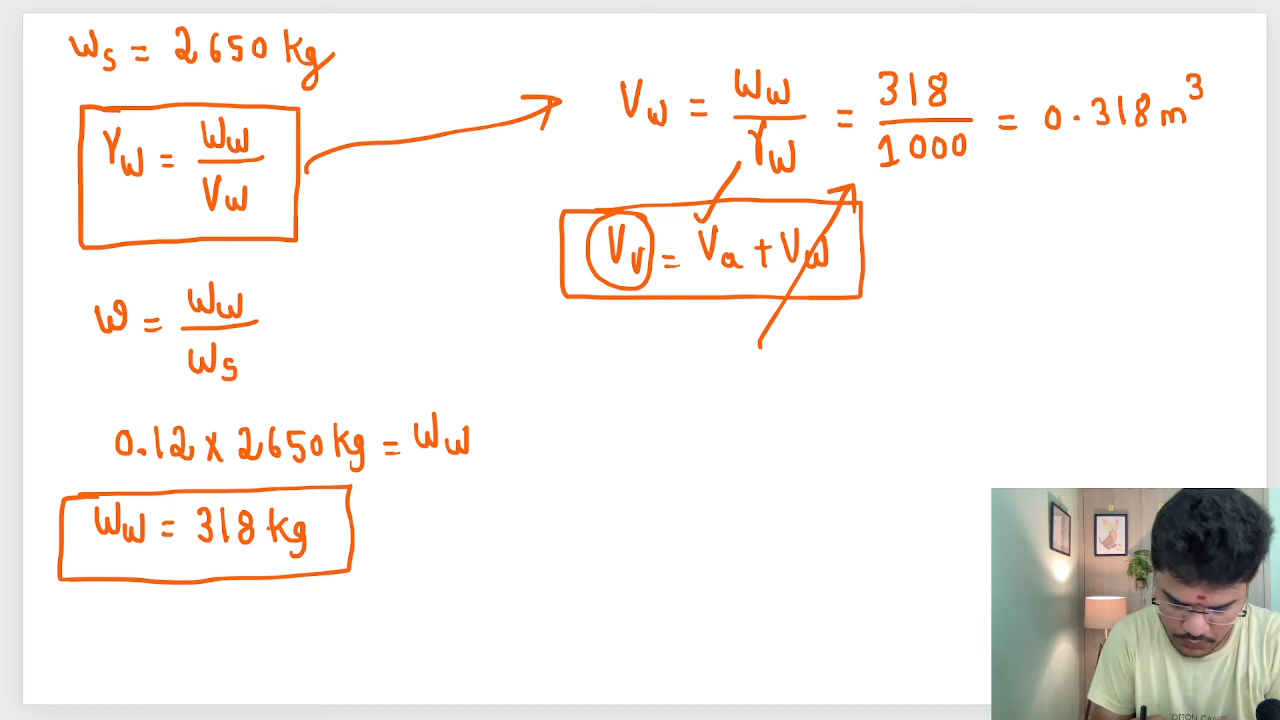 Ws = 2650 kg
γw = Ww / Vw
w = Ww / Ws
0.12 x 2650 kg = Ww
Ww = 318 kg
Vw = Ww / γw = 318 / 1000 = 0.318 m³
Vv = Va + Vw